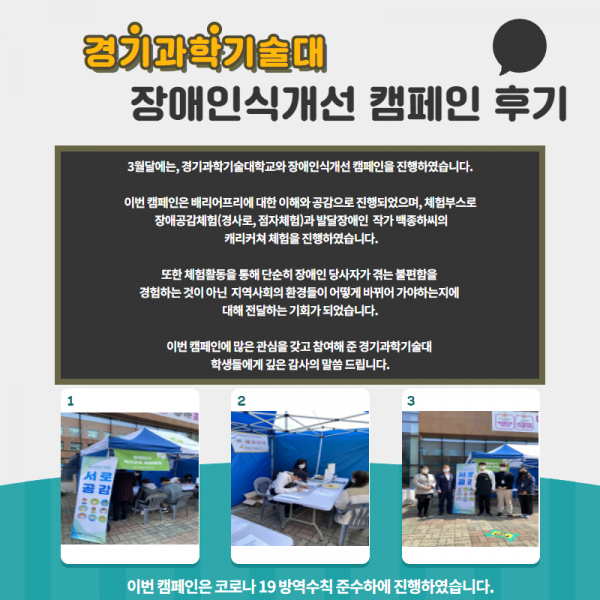 경기과학기술대
장애인식개선 캠페인 후기
3월달에는, 경기과학기술대학교와 장애인식개선 캠페인을 진행하였습니다.
이번 캠페인은 배리어프리에 대한 이해와 공감으로 진행되었으며, 체험부스로
장애공감체험(경사로, 점자체험)과 발달장애인 작가 백종하씨의
캐리커쳐 체험을 진행하였습니다.
또한 체험활동을 통해 단순히 장애인 당사자가 겪는 불편함을
경험하는 것이 아닌 지역사회의 환경들이 어떻게 바뀌어 가야하는지에
대해 전달하는 기회가 되었습니다.
이번 캠페인에 많은 관심을 갖고 참여해 준 경기과학기술대
학생들에게 깊은 감사의 말씀 드립니다.
1
2
3
서로
공감
서로
공감
이번 캠페인은 코로나 19 방역수칙 준수하에 진행하였습니다.